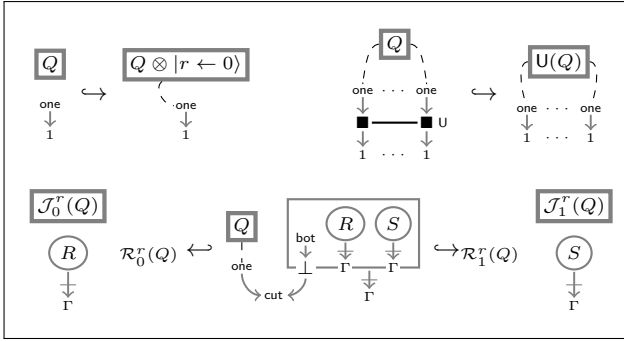 Q ↪ Q ⊗ |r ← 0⟩
one one
1 1
Q ↪ U(Q)
one · · · one one · · · one
U
1 · · · 1 1 · · · 1
𝒥₀ʳ(Q) Q R S 𝒥₁ʳ(Q)
R ℛ₀ʳ(Q) ↩ bot ↪ ℛ₁ʳ(Q) S
one ⊥ Γ Γ
Γ cut Γ Γ